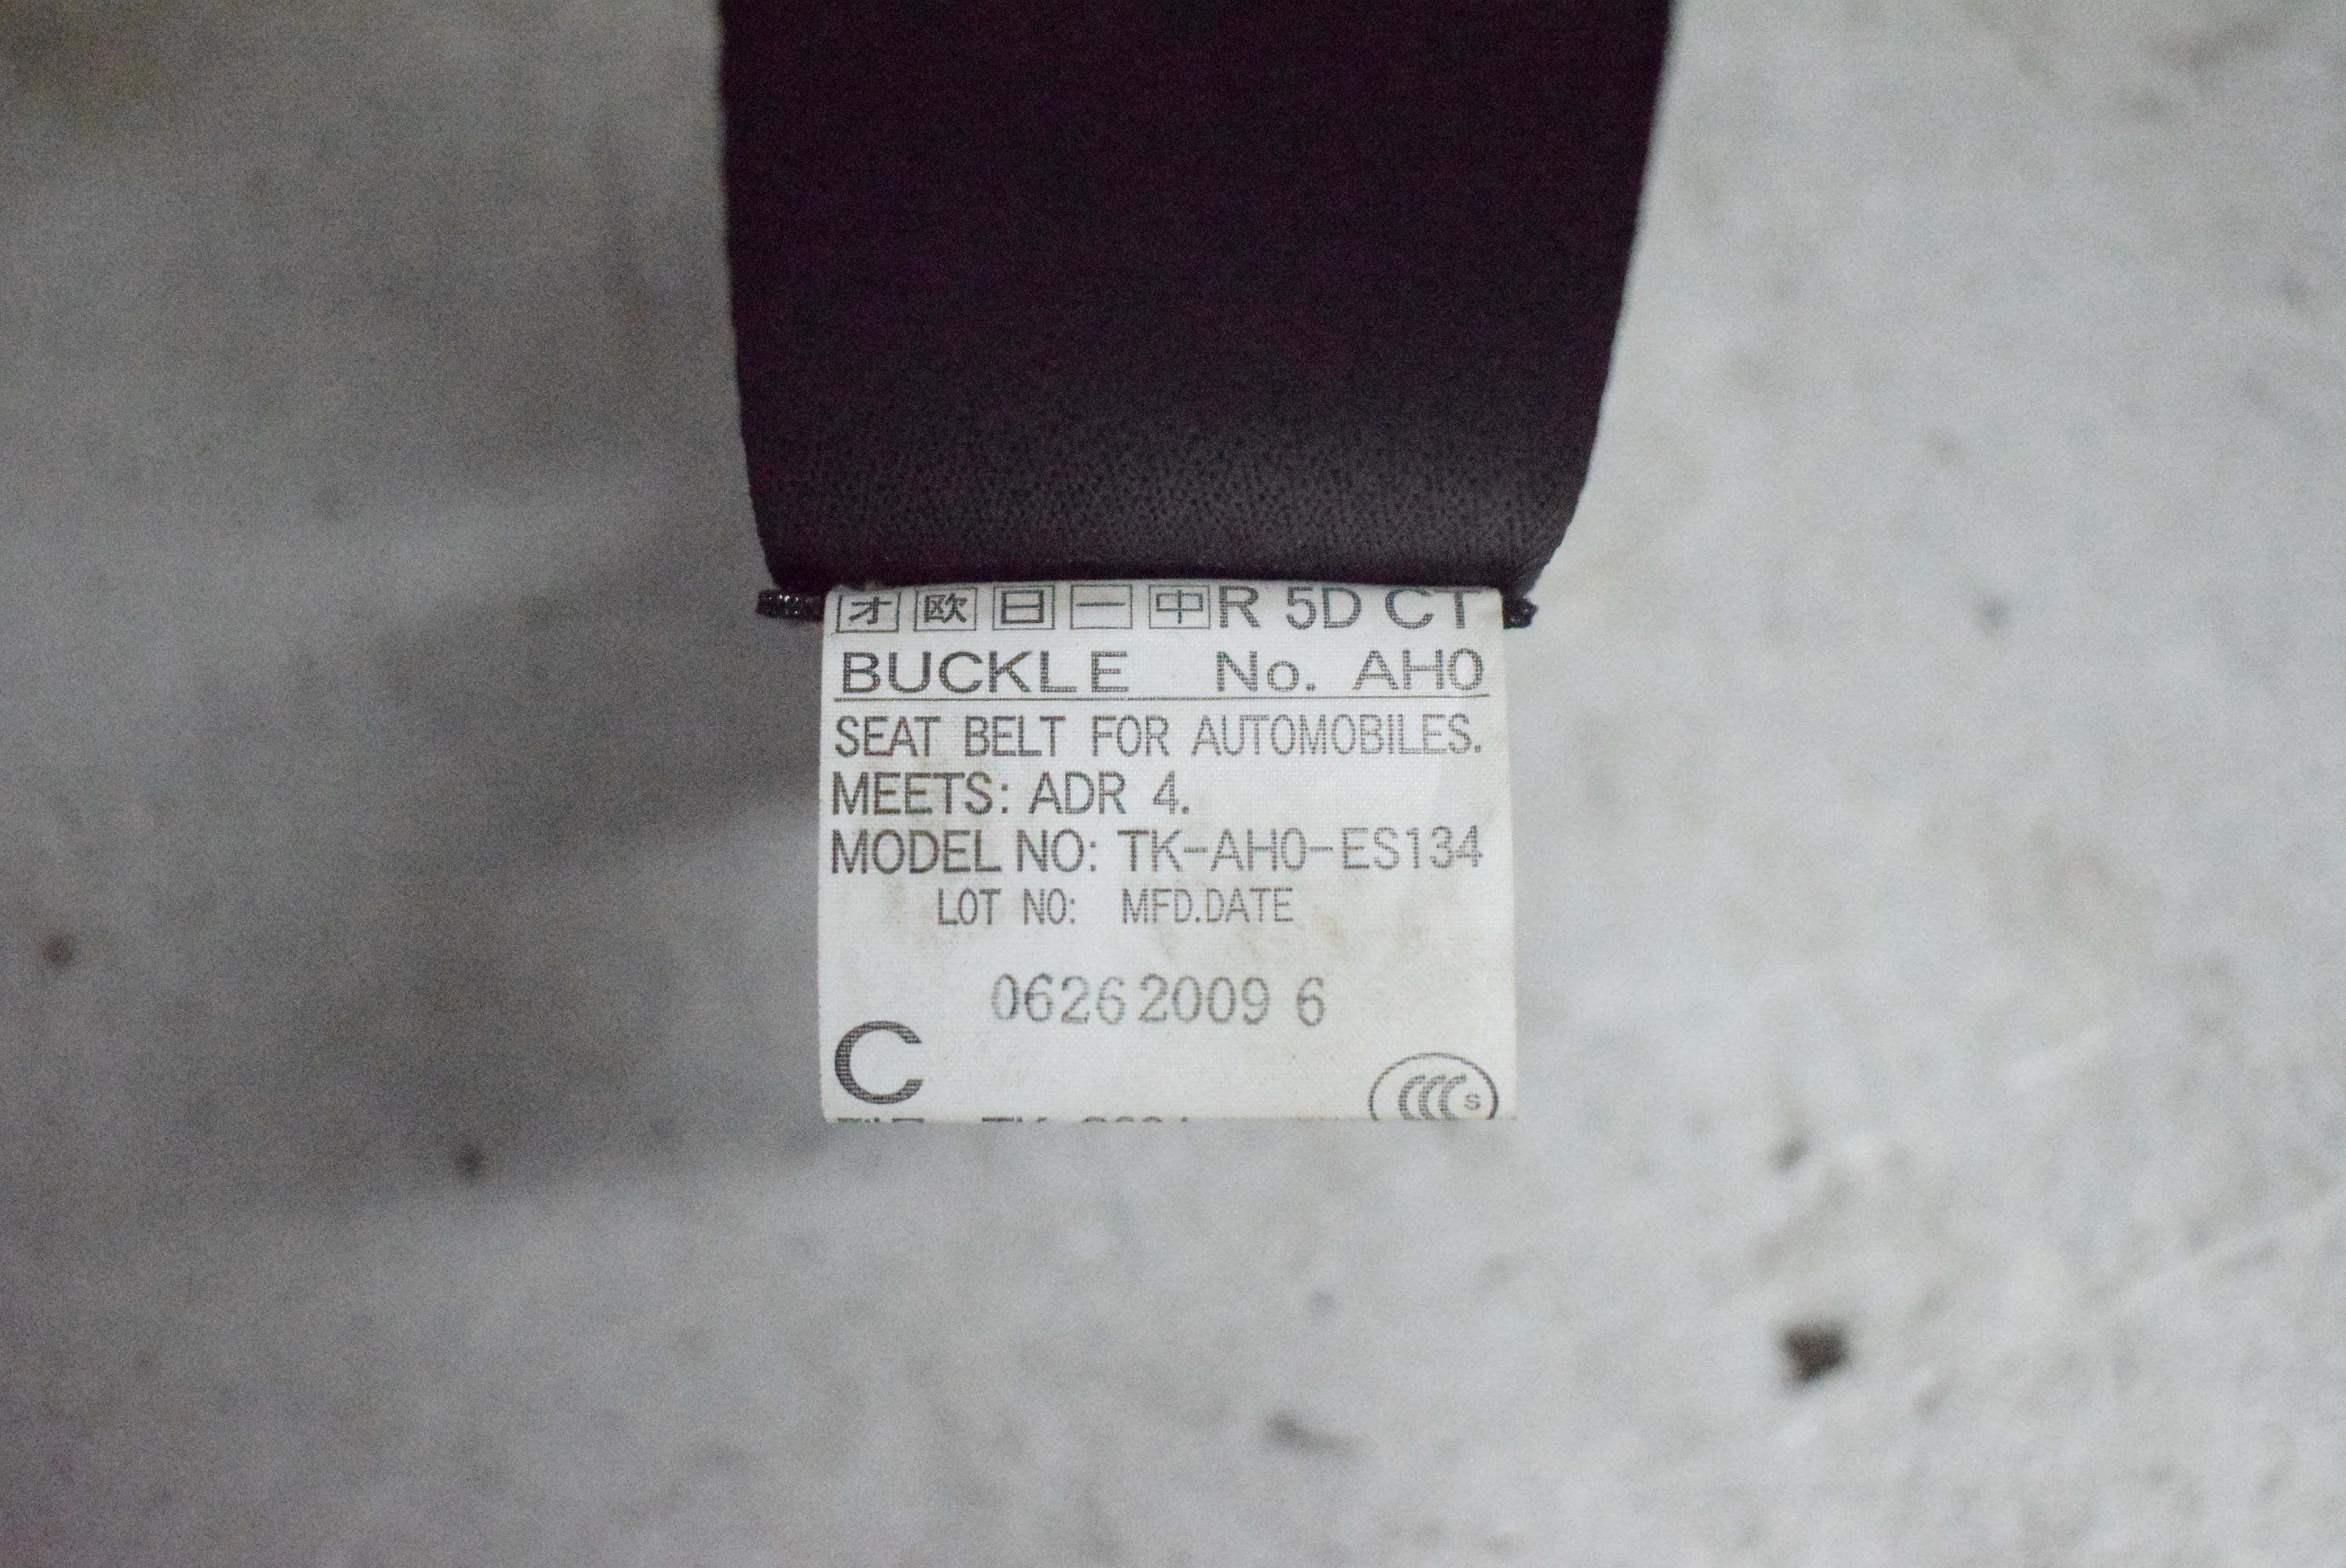 オ 欧 日 一 中 R 5D CT
BUCKLE No. AH0
SEAT BELT FOR AUTOMOBILES.
MEETS: ADR 4.
MODEL NO: TK-AH0-ES134
LOT NO: MFD.DATE
0626 2009 6
C
CCC S